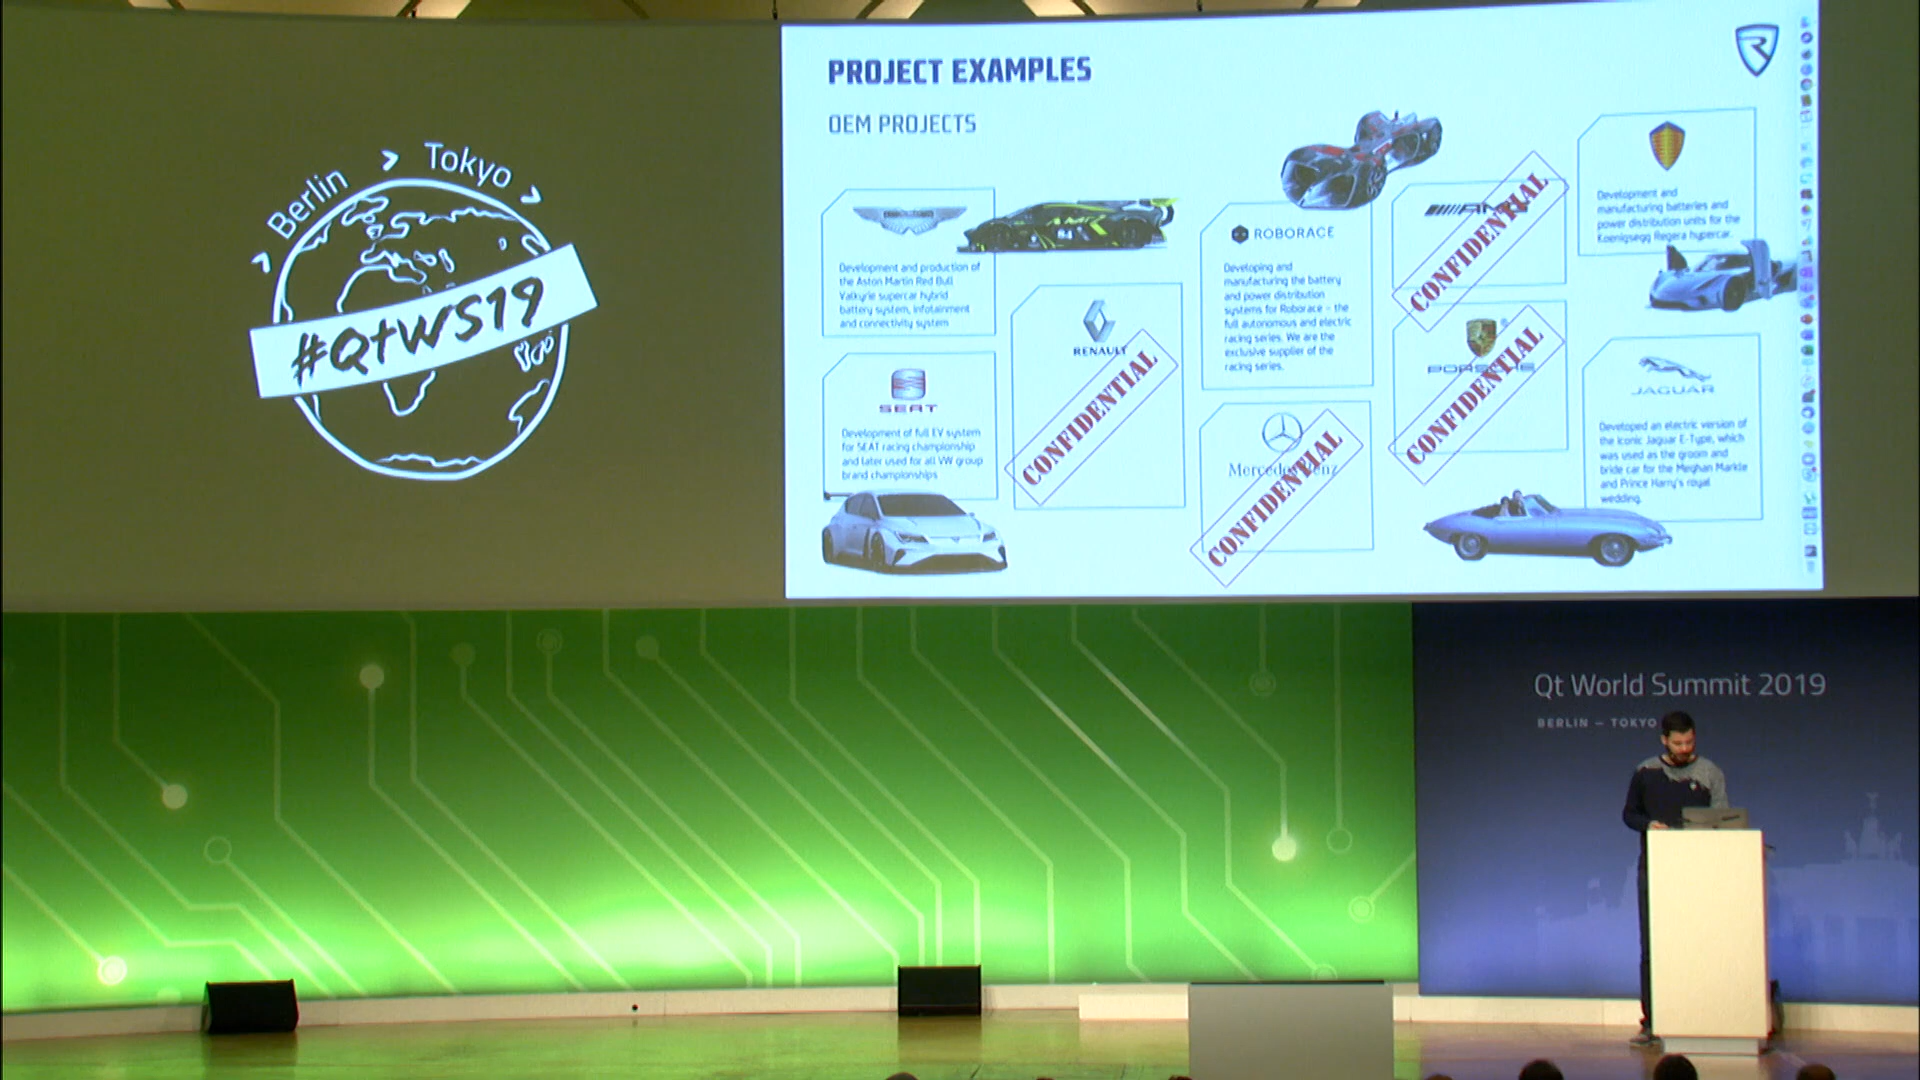 Berlin > Tokyo >
#QtWS19
PROJECT EXAMPLES
OEM PROJECTS
Development and production of
the Aston Martin Red Bull
Valkyrie supercar hybrid
battery system, infotainment
and connectivity system
SEAT
Development of full EV system
for SEAT racing championship
and later used for all VW group
brand championships
RENAULT
CONFIDENTIAL
ROBORACE
Developing and
manufacturing the battery
and power distribution
systems for Roborace – the
full autonomous and electric
racing series. We are the
exclusive supplier of the
racing series.
Mercedes-Benz
CONFIDENTIAL
AMG
CONFIDENTIAL
PORSCHE
CONFIDENTIAL
Development and
manufacturing batteries and
power distribution units for the
Koenigsegg Regera hypercar.
JAGUAR
Developed an electric version of
the iconic Jaguar E-Type, which
was used as the groom and
bride car for the Meghan Markle
and Prince Harry's royal
wedding.
Qt World Summit 2019
BERLIN – TOKYO